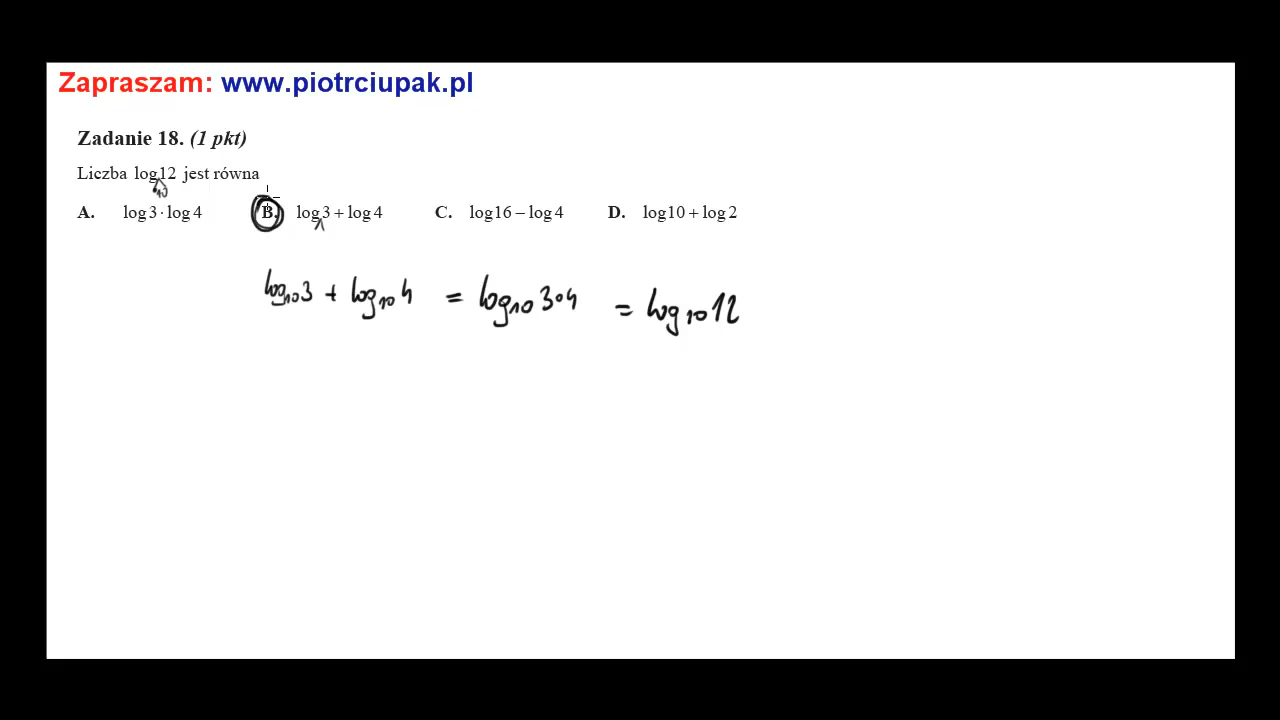 Zapraszam: www.piotrciupak.pl
Zadanie 18. (1 pkt)
Liczba log12 jest równa
10
A. log3·log4 B. log3+log4 C. log16−log4 D. log10+log2
log₁₀3 + log₁₀4 = log₁₀3·4 = log₁₀12